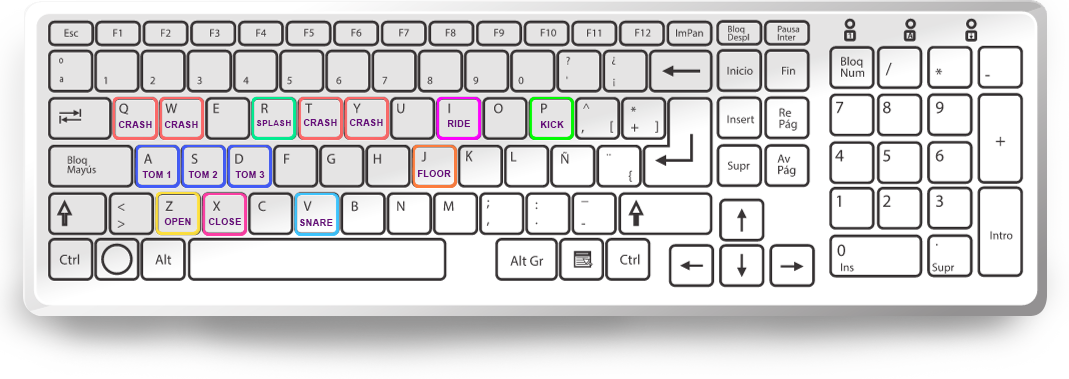 Esc F1 F2 F3 F4 F5 F6 F7 F8 F9 F10 F11 F12 ImPan Bloq Despl Pausa Inter
º a 1 2 3 4 5 6 7 8 9 0 ? ' ¿ ¡ Inicio Fin Bloq Num / * -
Q CRASH W CRASH E R SPLASH T CRASH Y CRASH U I RIDE O P KICK ^ ` [ * + ] Insert Re Pág 7 8 9 +
Bloq Mayús A TOM 1 S TOM 2 D TOM 3 F G H J FLOOR K L Ñ ¨ { Supr Av Pág 4 5 6
< > Z OPEN X CLOSE C V SNARE B N M ; , : . _ - 1 2 3 Intro
Ctrl Alt Alt Gr Ctrl 0 Ins . Supr